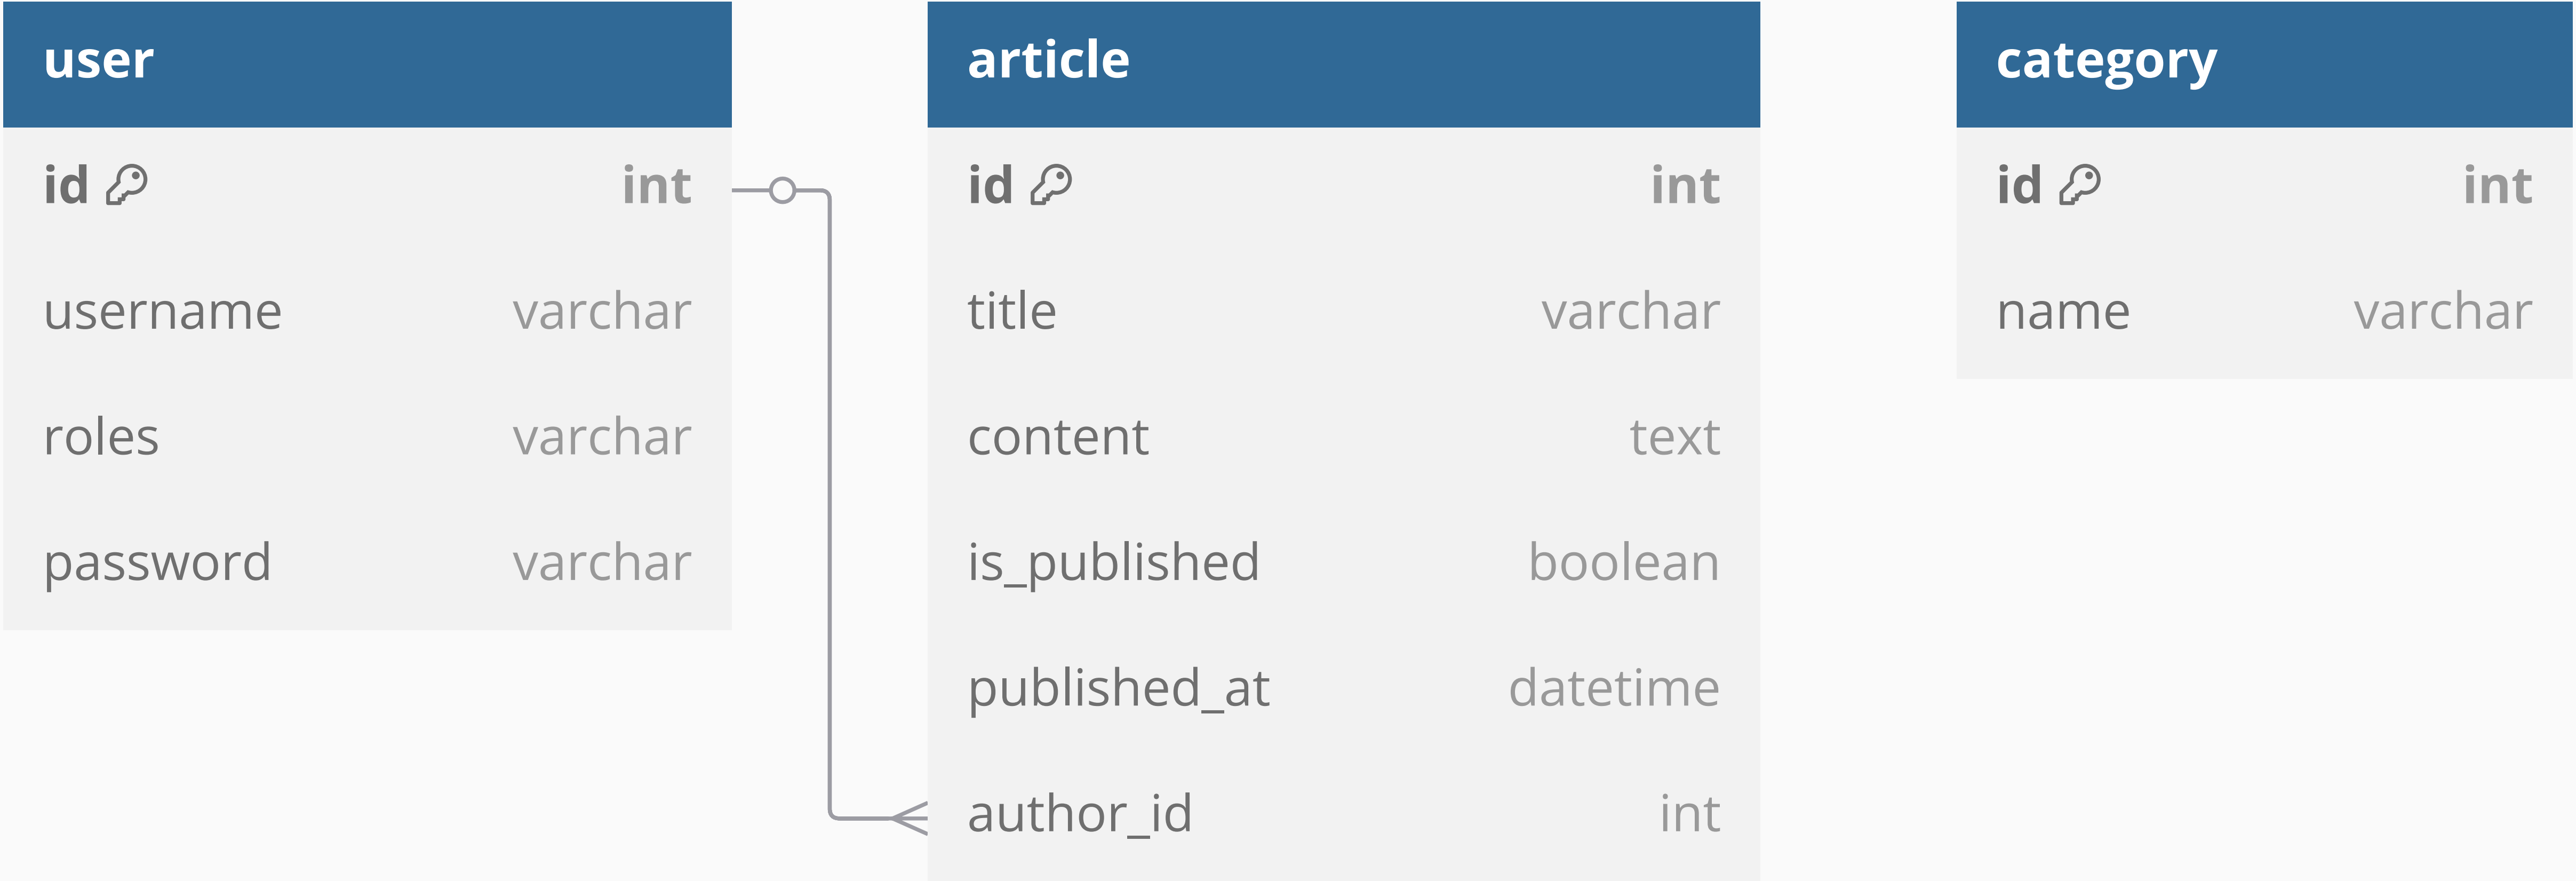 user
id int
username varchar
roles varchar
password varchar
article
id int
title varchar
content text
is_published boolean
published_at datetime
author_id int
category
id int
name varchar